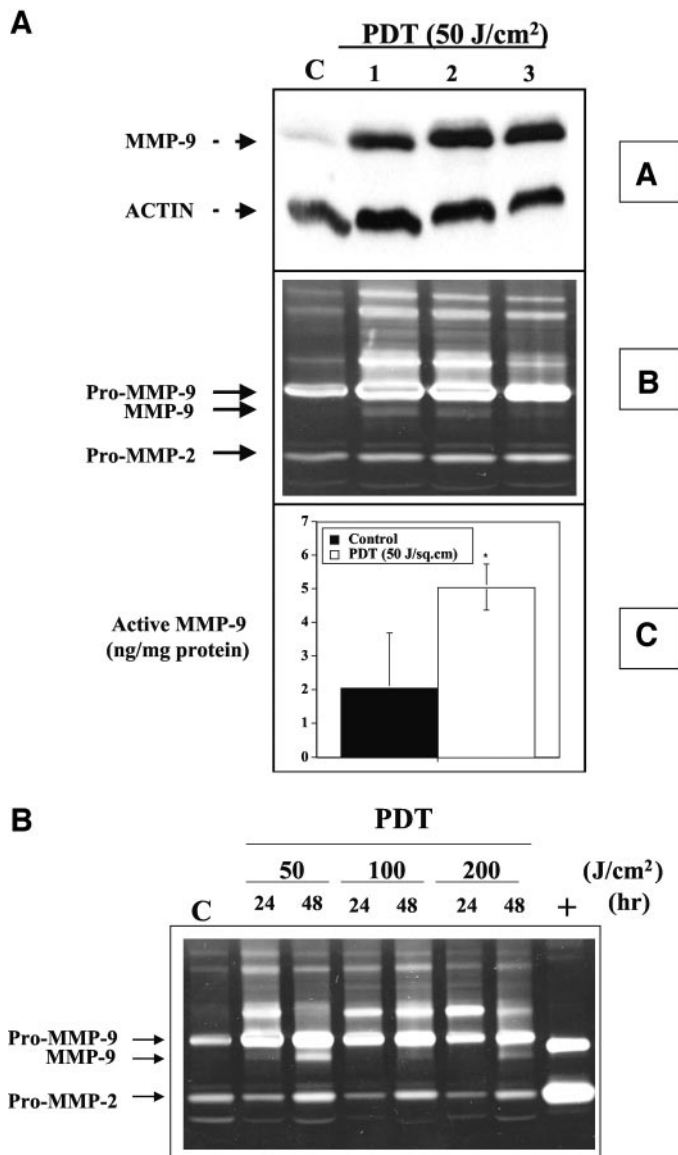 A
PDT (50 J/cm²)
C 1 2 3
MMP-9
ACTIN
A
Pro-MMP-9
MMP-9
Pro-MMP-2
B
7
6
5
4
3
2
1
0
Control
PDT (50 J/sq.cm)
*
Active MMP-9
(ng/mg protein)
C
B
PDT
50 100 200 (J/cm²)
C 24 48 24 48 24 48 + (hr)
Pro-MMP-9
MMP-9
Pro-MMP-2